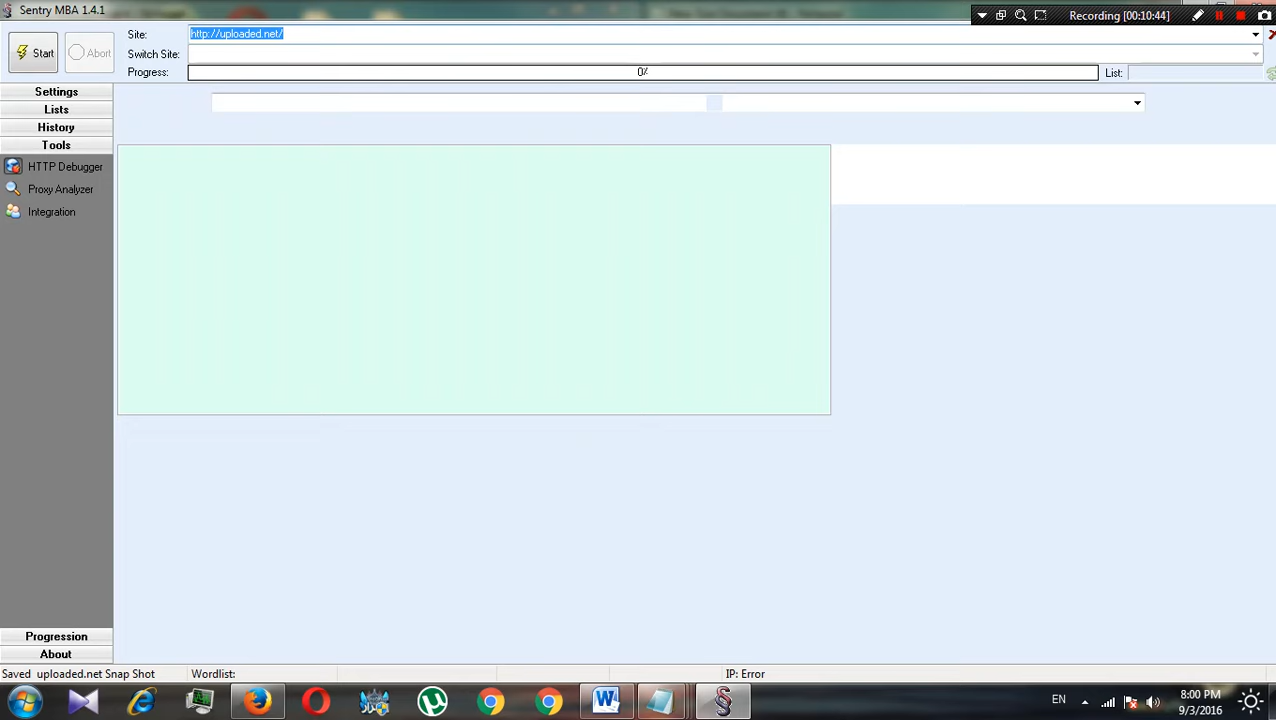 Sentry MBA 1.4.1
Recording [00:10:44]
Site: http://uploaded.net/
Start
Abort
Switch Site:
Progress: 0% List:
Settings
Lists
History
Tools
HTTP Debugger
Proxy Analyzer
Integration
Progression
About
Saved uploaded.net Snap Shot Wordlist: IP: Error
EN
8:00 PM
9/3/2016